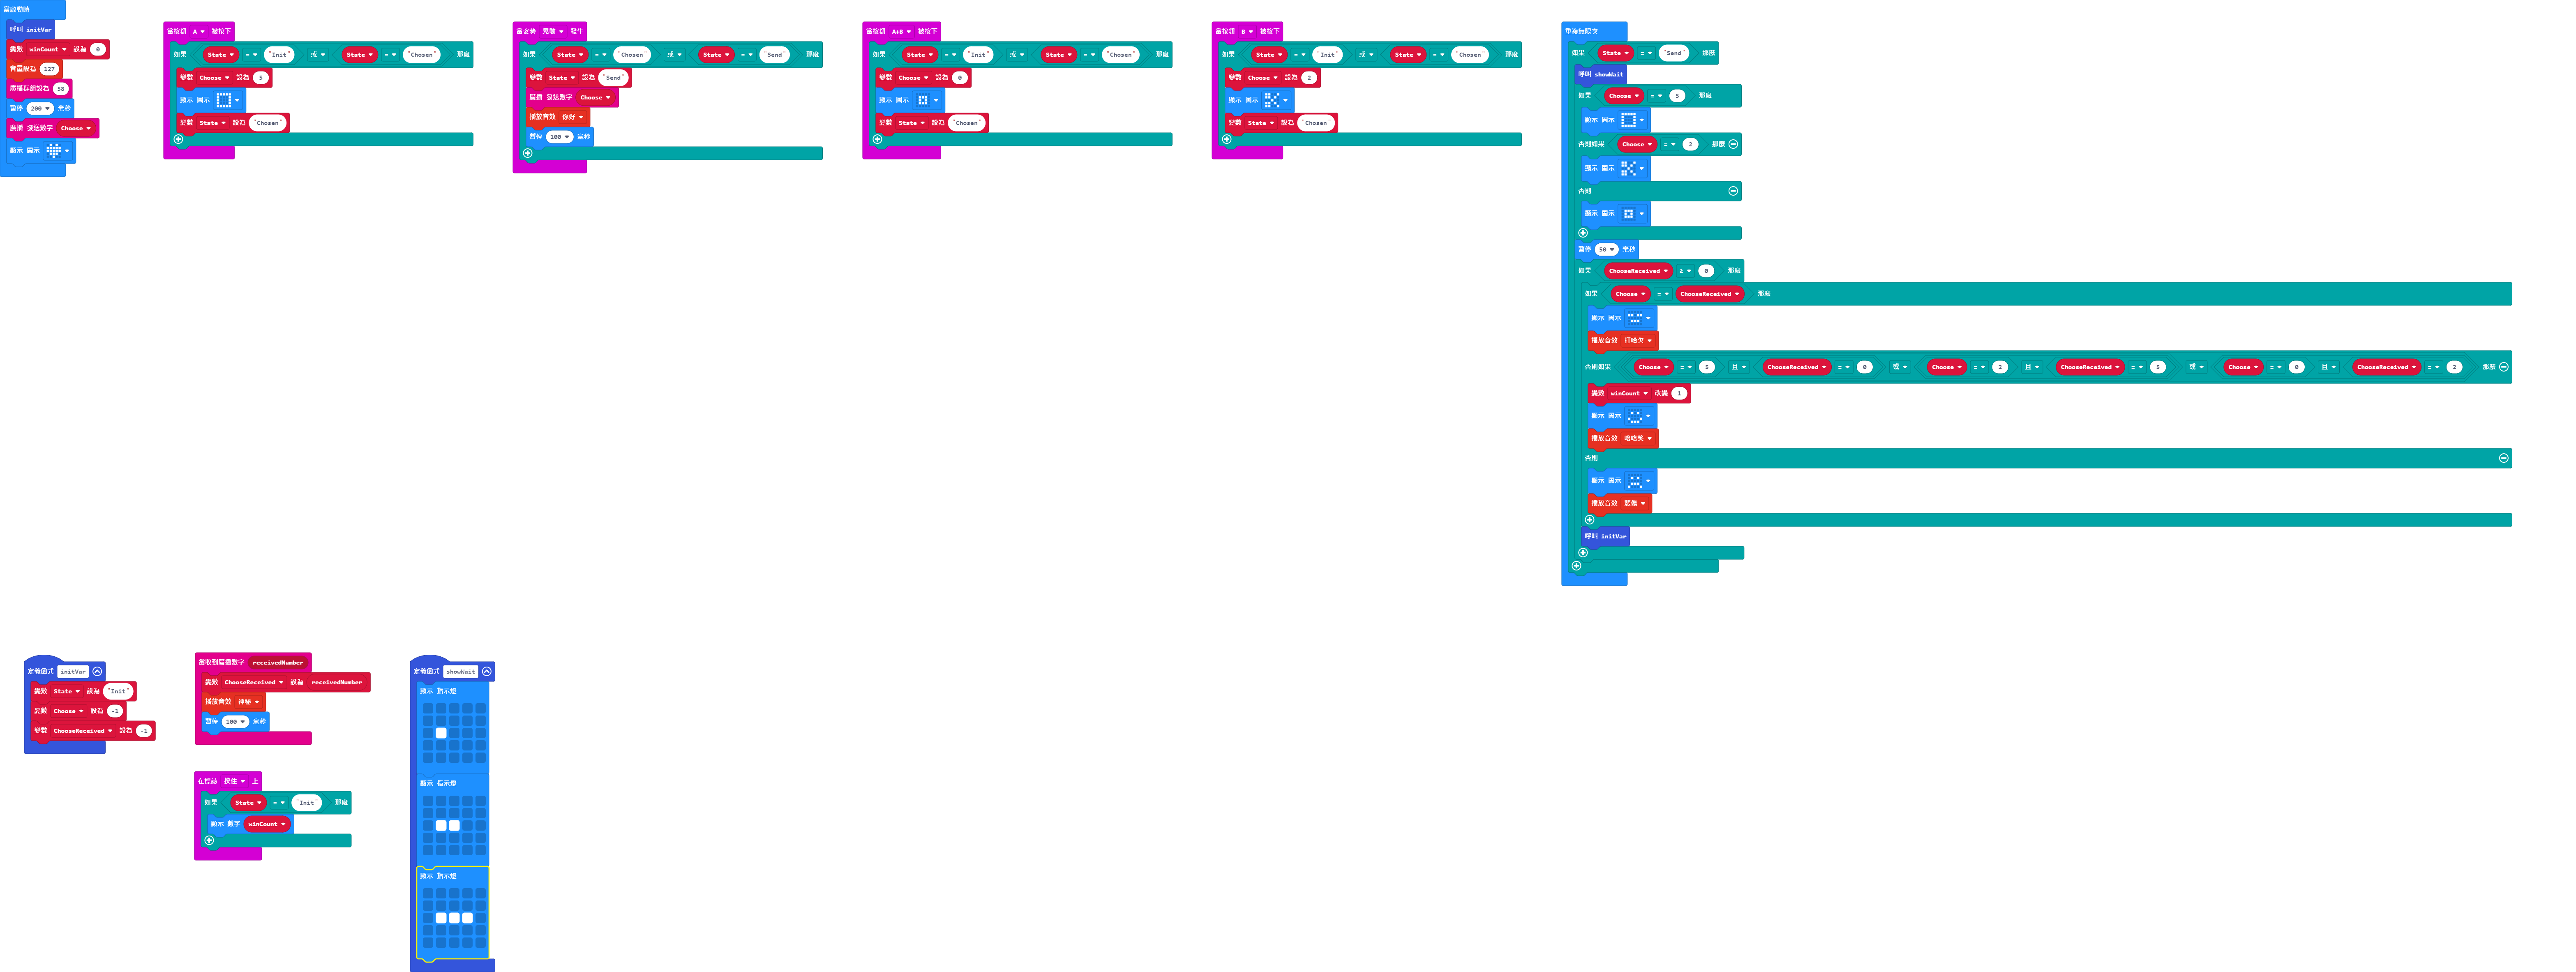 當啟動時
呼叫 initVar
變數 winCount 設為 0
音量設為 127
廣播群組設為 58
暫停 200 毫秒
廣播 發送數字 Choose
顯示 圖示
當按鈕 A 被按下
如果 State = "Init" 或 State = "Chosen" 那麼
變數 Choose 設為 5
顯示 圖示
變數 State 設為 "Chosen"
當姿勢 晃動 發生
如果 State = "Chosen" 或 State = "Send" 那麼
變數 State 設為 "Send"
廣播 發送數字 Choose
播放音效 你好
暫停 100 毫秒
當按鈕 A+B 被按下
如果 State = "Init" 或 State = "Chosen" 那麼
變數 Choose 設為 0
顯示 圖示
變數 State 設為 "Chosen"
當按鈕 B 被按下
如果 State = "Init" 或 State = "Chosen" 那麼
變數 Choose 設為 2
顯示 圖示
變數 State 設為 "Chosen"
重複無限次
如果 State = "Send" 那麼
呼叫 showWait
如果 Choose = 5 那麼
顯示 圖示
否則如果 Choose = 2 那麼
顯示 圖示
否則
顯示 圖示
暫停 50 毫秒
如果 ChooseReceived ≥ 0 那麼
如果 Choose = ChooseReceived 那麼
顯示 圖示
播放音效 打哈欠
否則如果 Choose = 5 且 ChooseReceived = 0 或 Choose = 2 且 ChooseReceived = 5 或 Choose = 0 且 ChooseReceived = 2 那麼
變數 winCount 改變 1
顯示 圖示
播放音效 咯咯笑
否則
顯示 圖示
播放音效 悲傷
呼叫 initVar
定義函式 initVar
變數 State 設為 "Init"
變數 Choose 設為 -1
變數 ChooseReceived 設為 -1
當收到廣播數字 receivedNumber
變數 ChooseReceived 設為 receivedNumber
播放音效 神秘
暫停 100 毫秒
在標誌 按住 上
如果 State = "Init" 那麼
顯示 數字 winCount
定義函式 showWait
顯示 指示燈
顯示 指示燈
顯示 指示燈